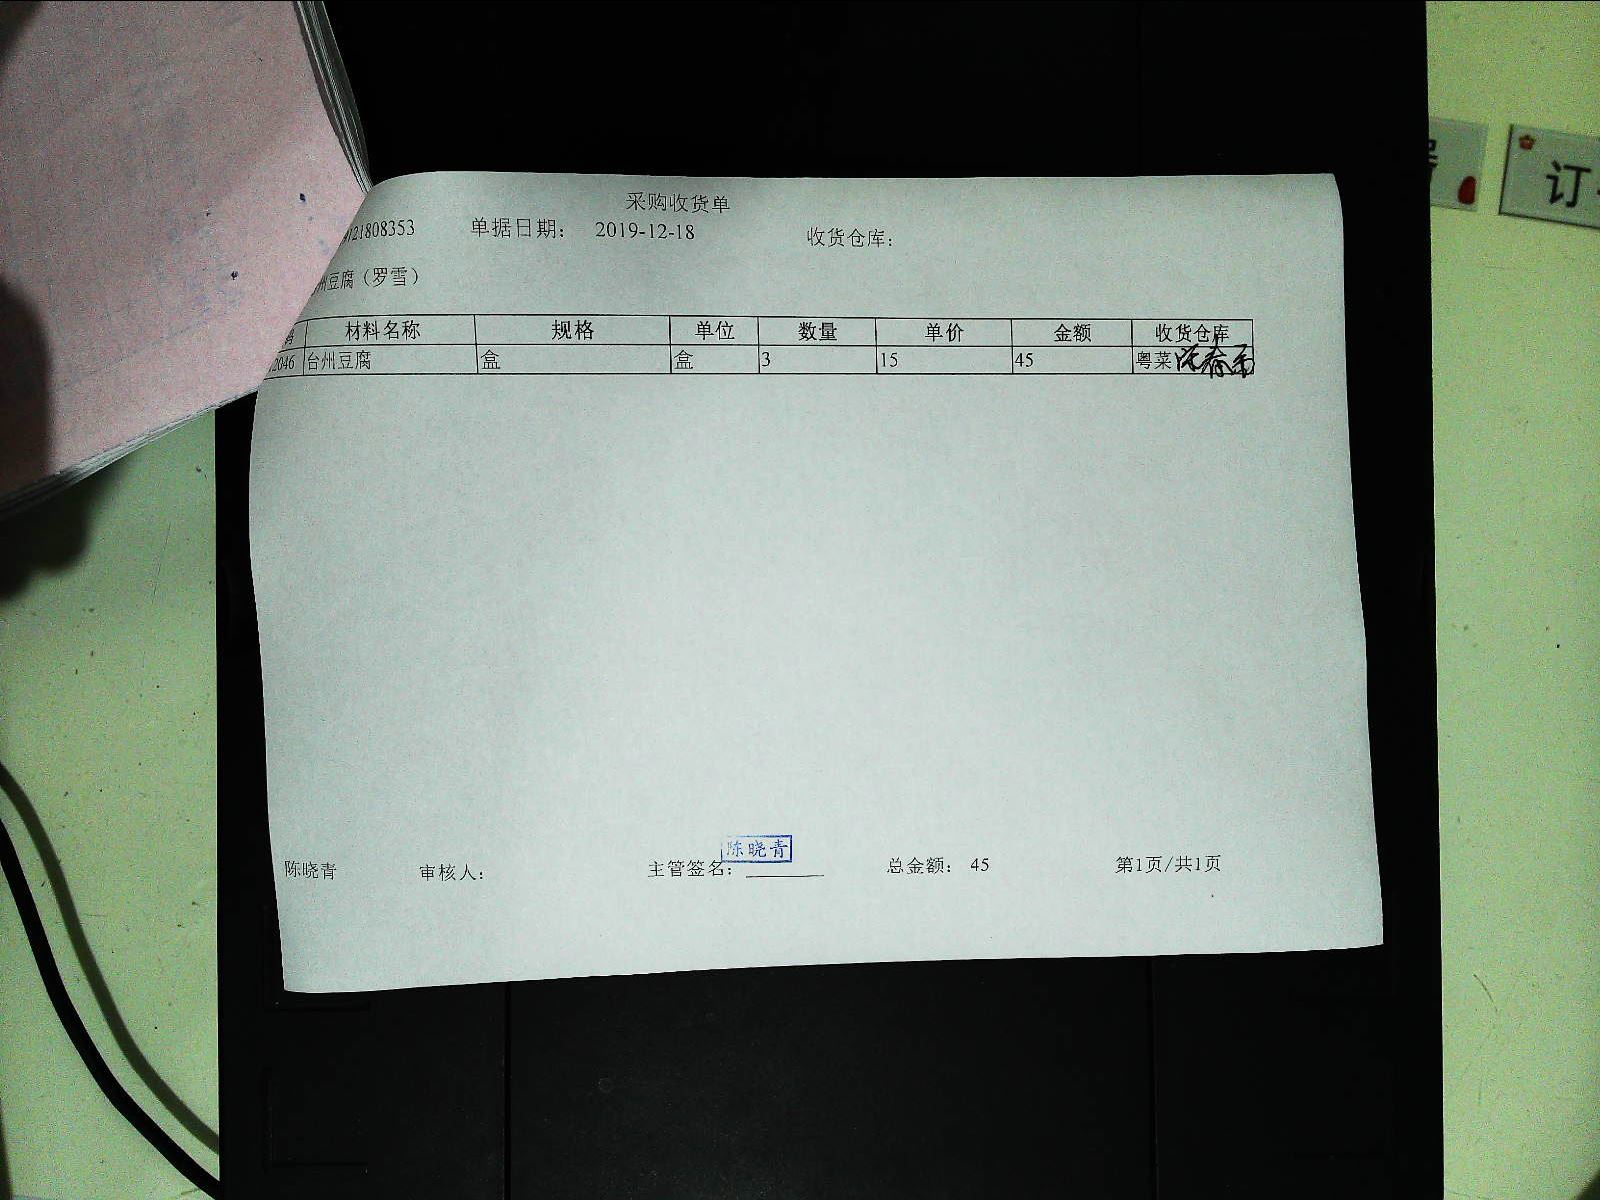 采购收货单
121808353 单据日期： 2019-12-18 收货仓库：
州豆腐（罗雪）
材料名称 规格 单位 数量 单价 金额 收货仓库
2046 台州豆腐 盒 盒 3 15 45 粤菜
陈晓青 审核人： 主管签名： 陈晓青 总金额： 45 第1页/共1页
订